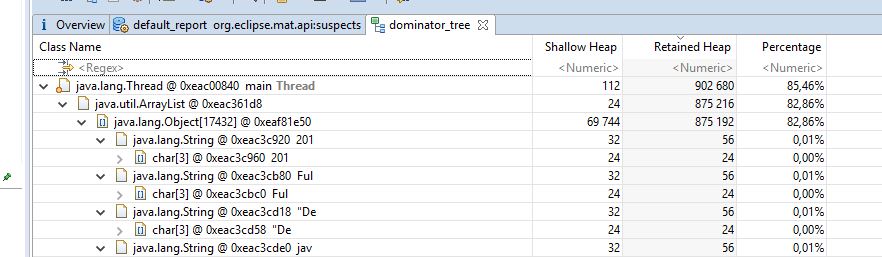 Overview default_report org.eclipse.mat.api:suspects dominator_tree
Class Name Shallow Heap Retained Heap Percentage
<Regex> <Numeric> <Numeric> <Numeric>
java.lang.Thread @ 0xeac00840 main Thread 112 902 680 85,46%
java.util.ArrayList @ 0xeac361d8 24 875 216 82,86%
java.lang.Object[17432] @ 0xeaf81e50 69 744 875 192 82,86%
java.lang.String @ 0xeac3c920 201 32 56 0,01%
char[3] @ 0xeac3c960 201 24 24 0,00%
java.lang.String @ 0xeac3cb80 Ful 32 56 0,01%
char[3] @ 0xeac3cbc0 Ful 24 24 0,00%
java.lang.String @ 0xeac3cd18 "De 32 56 0,01%
char[3] @ 0xeac3cd58 "De 24 24 0,00%
java.lang.String @ 0xeac3cde0 jav 32 56 0,01%